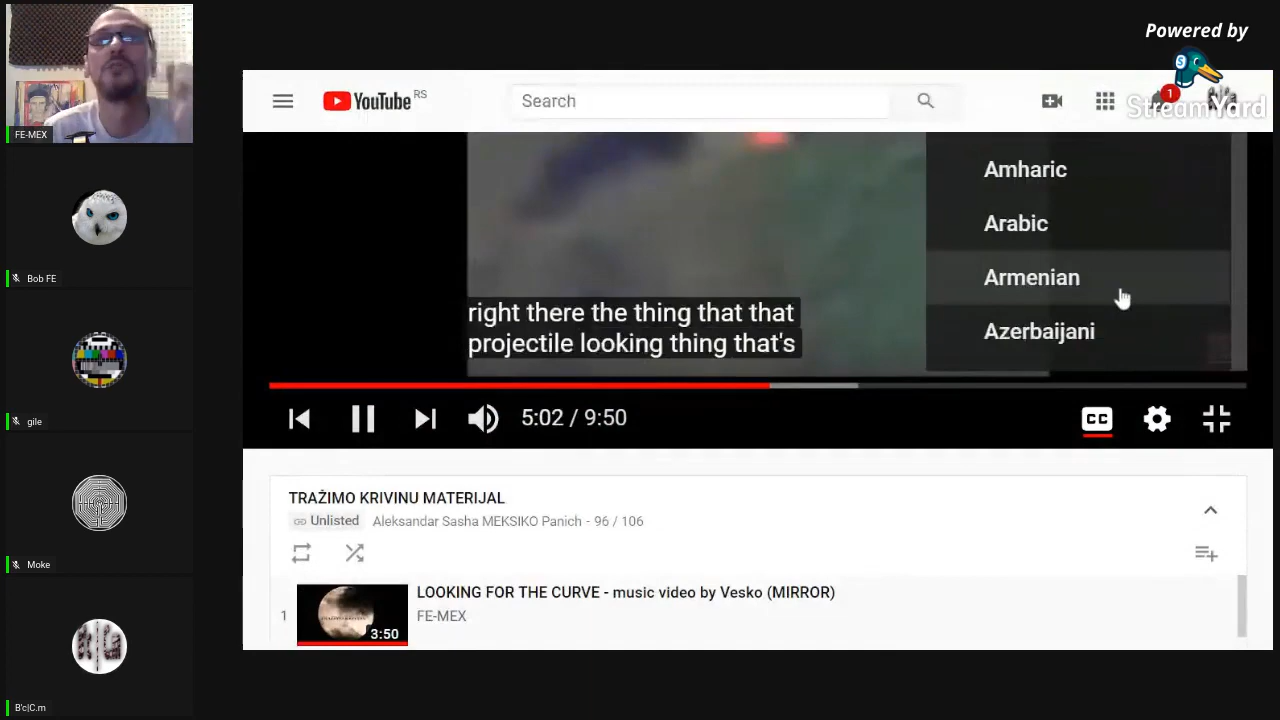 Powered by
StreamYard
FE-MEX
Bob FE
gile
Moke
B'c|C.m
YouTube RS
Search
1
Amharic
Arabic
Armenian
Azerbaijani
right there the thing that that
projectile looking thing that's
5:02 / 9:50
CC
TRAŽIMO KRIVINU MATERIJAL
Unlisted
Aleksandar Sasha MEKSIKO Panich - 96 / 106
1
3:50
LOOKING FOR THE CURVE - music video by Vesko (MIRROR)
FE-MEX